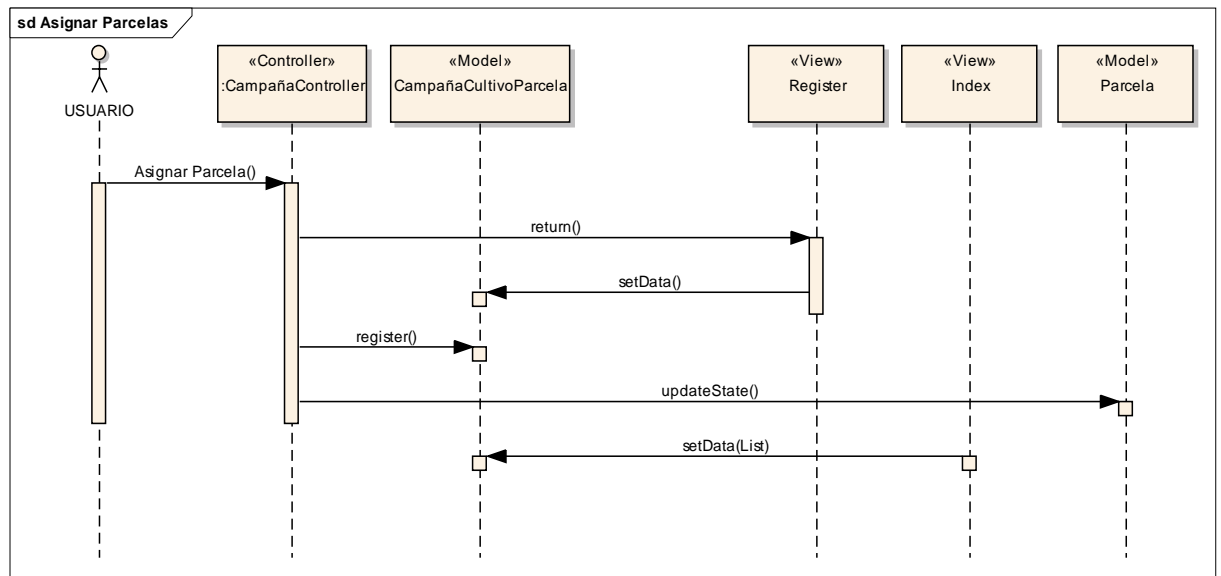 sd Asignar Parcelas
USUARIO
«Controller»
:CampañaController
«Model»
CampañaCultivoParcela
«View»
Register
«View»
Index
«Model»
Parcela
Asignar Parcela()
return()
setData()
register()
updateState()
setData(List)